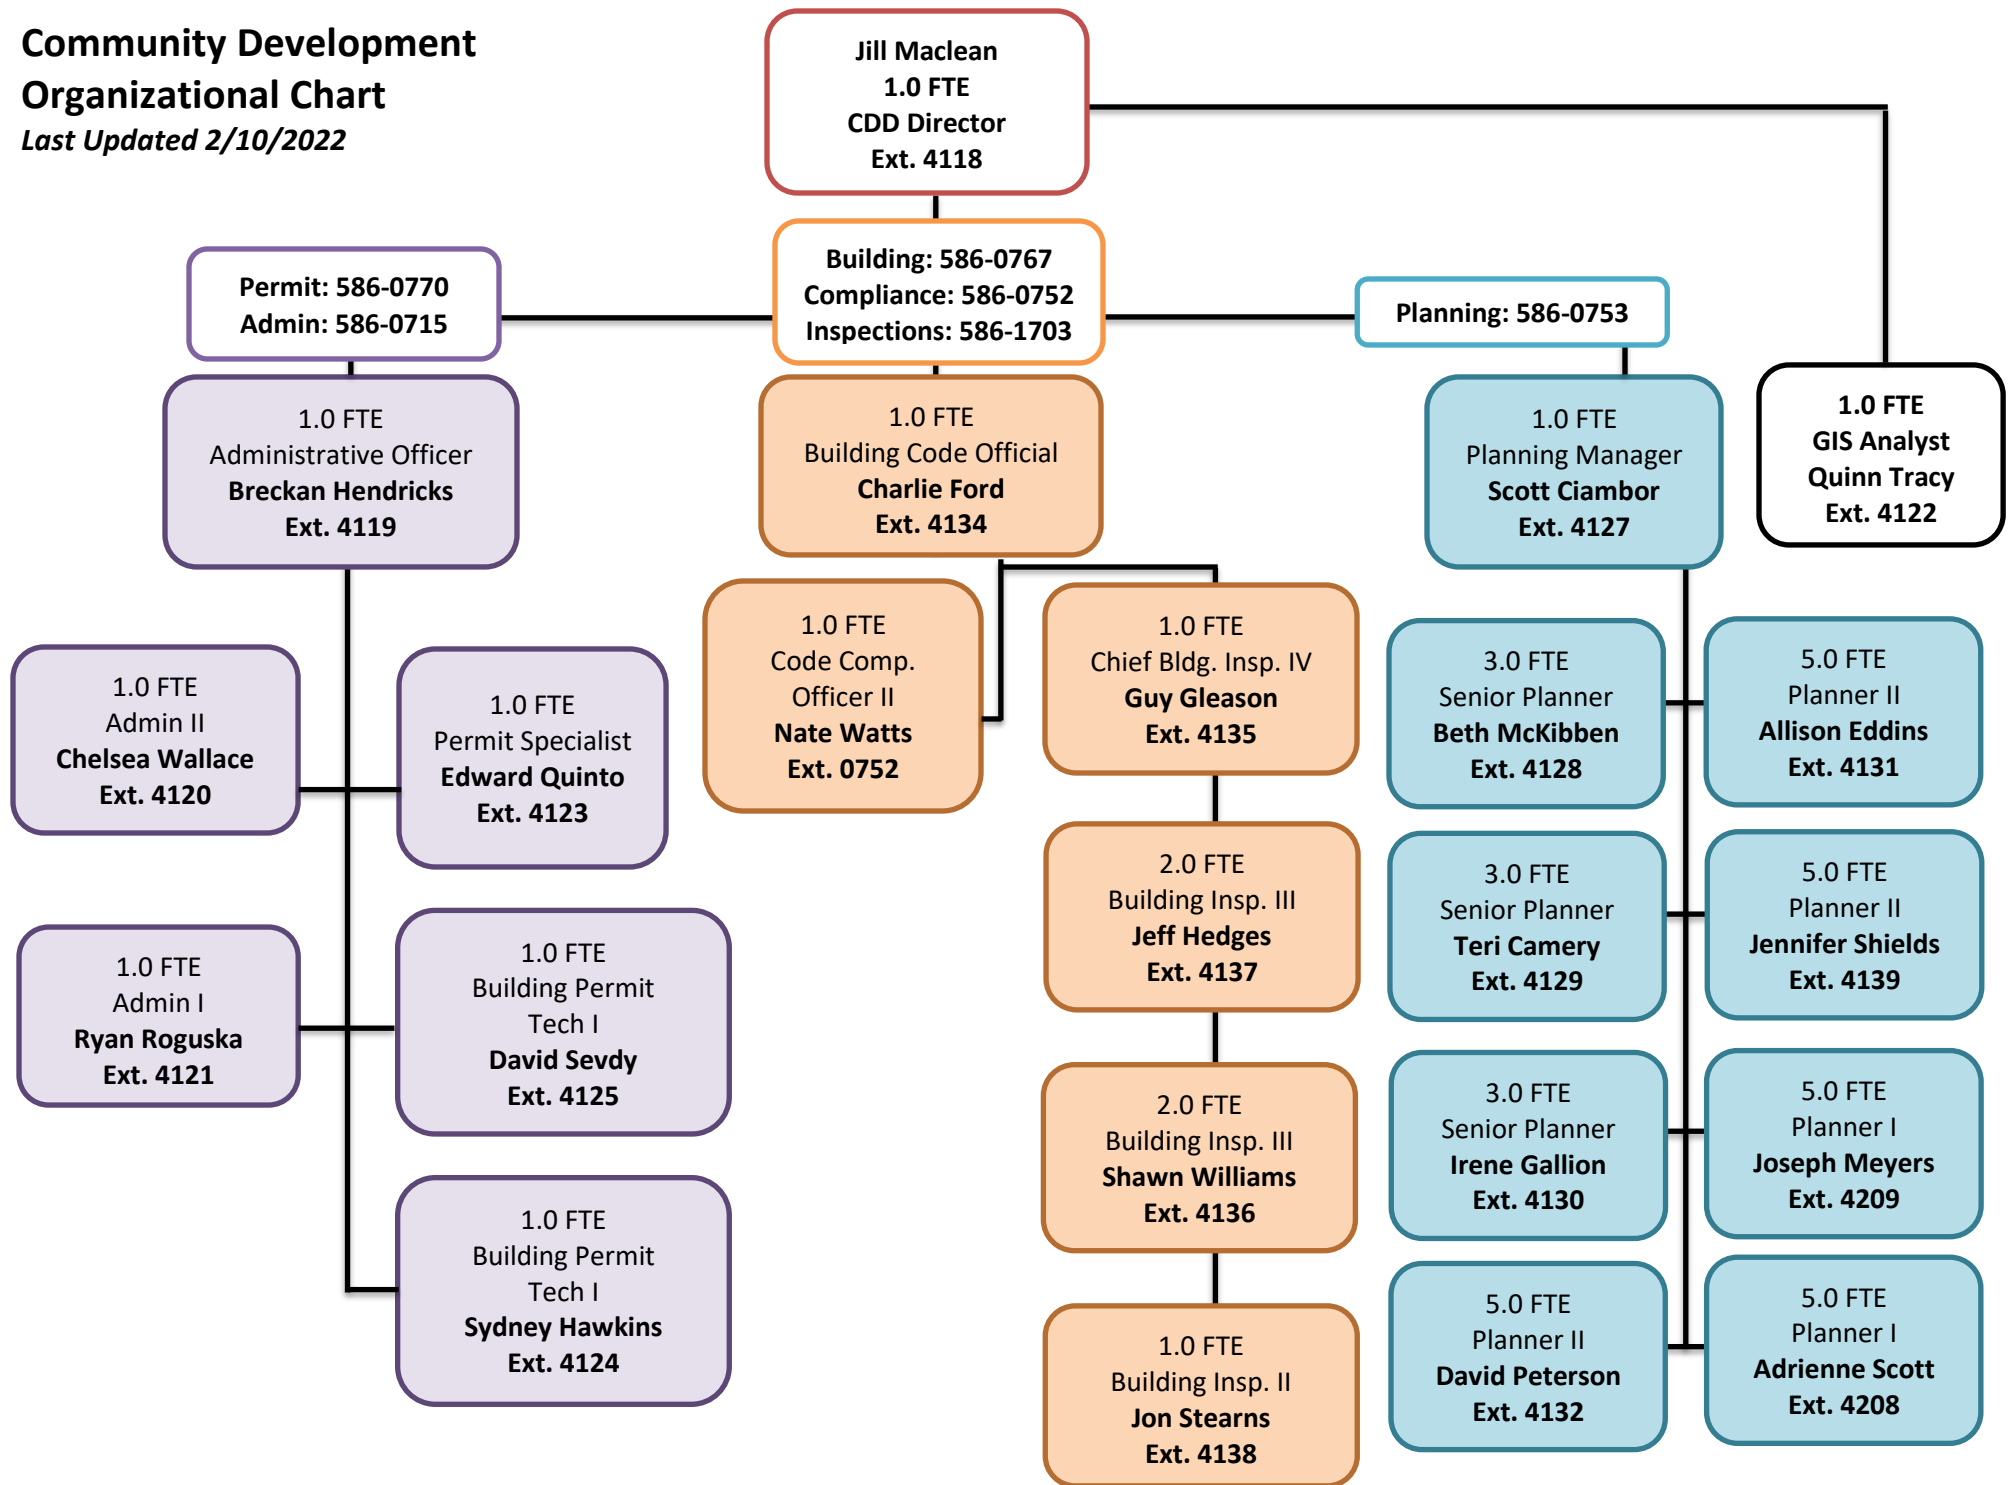 Community Development
Organizational Chart
Last Updated 2/10/2022
Jill Maclean
1.0 FTE
CDD Director
Ext. 4118
Permit: 586-0770
Admin: 586-0715
Building: 586-0767
Compliance: 586-0752
Inspections: 586-1703
Planning: 586-0753
1.0 FTE
Administrative Officer
Breckan Hendricks
Ext. 4119
1.0 FTE
Building Code Official
Charlie Ford
Ext. 4134
1.0 FTE
Planning Manager
Scott Ciambor
Ext. 4127
1.0 FTE
GIS Analyst
Quinn Tracy
Ext. 4122
1.0 FTE
Admin II
Chelsea Wallace
Ext. 4120
1.0 FTE
Permit Specialist
Edward Quinto
Ext. 4123
1.0 FTE
Admin I
Ryan Roguska
Ext. 4121
1.0 FTE
Building Permit
Tech I
David Sevdy
Ext. 4125
1.0 FTE
Building Permit
Tech I
Sydney Hawkins
Ext. 4124
1.0 FTE
Code Comp.
Officer II
Nate Watts
Ext. 0752
1.0 FTE
Chief Bldg. Insp. IV
Guy Gleason
Ext. 4135
2.0 FTE
Building Insp. III
Jeff Hedges
Ext. 4137
2.0 FTE
Building Insp. III
Shawn Williams
Ext. 4136
1.0 FTE
Building Insp. II
Jon Stearns
Ext. 4138
3.0 FTE
Senior Planner
Beth McKibben
Ext. 4128
5.0 FTE
Planner II
Allison Eddins
Ext. 4131
3.0 FTE
Senior Planner
Teri Camery
Ext. 4129
5.0 FTE
Planner II
Jennifer Shields
Ext. 4139
3.0 FTE
Senior Planner
Irene Gallion
Ext. 4130
5.0 FTE
Planner I
Joseph Meyers
Ext. 4209
5.0 FTE
Planner II
David Peterson
Ext. 4132
5.0 FTE
Planner I
Adrienne Scott
Ext. 4208